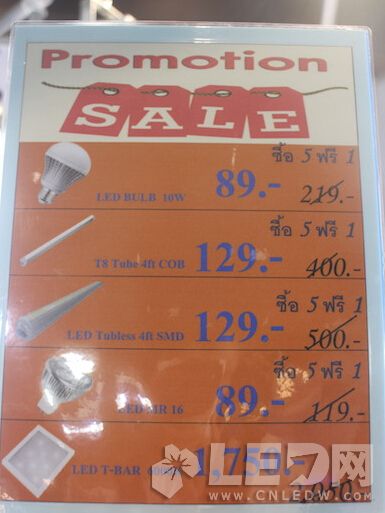 Promotion
SALE
ซื้อ 5 ฟรี 1
LED BULB 10W 89.- 219.-
ซื้อ 5 ฟรี 1
T8 Tube 4ft COB 129.- 400.-
ซื้อ 5 ฟรี 1
LED Tubless 4ft SMD 129.- 500.-
ซื้อ 5 ฟรี 1
LED MR 16 89.- 119.-
LED T-BAR 1,750.-
LED网
WWW.CNLEDW.COM